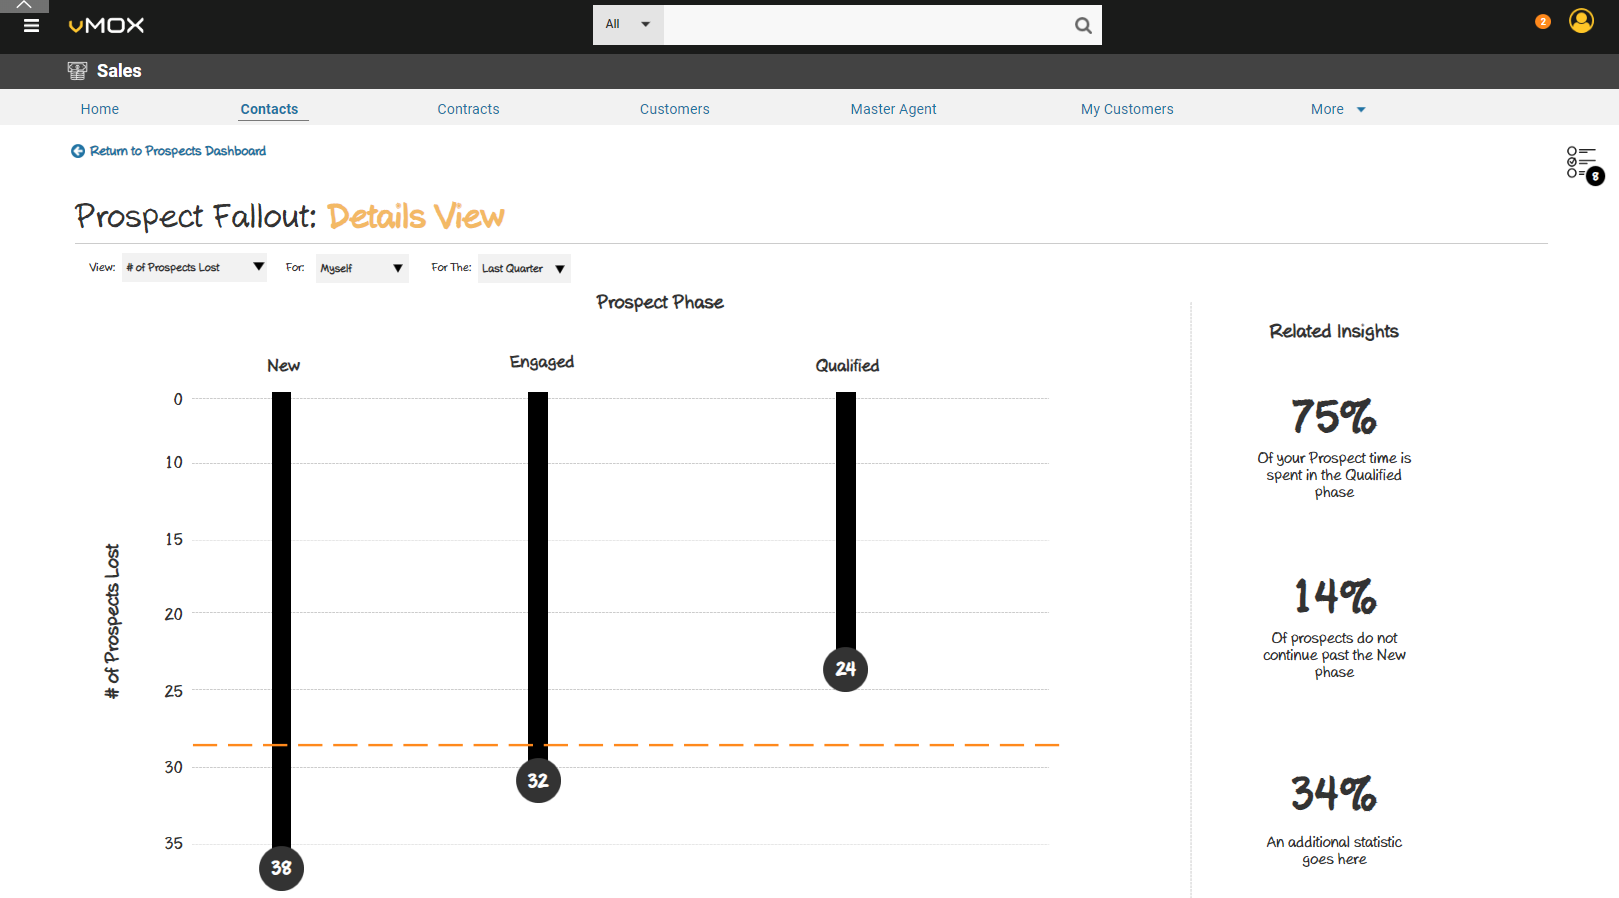 vMOX
All
2
Sales
Home
Contacts
Contracts
Customers
Master Agent
My Customers
More
Return to Prospects Dashboard
8
Prospect Fallout: Details View
View: # of Prospects Lost For: Myself For The: Last Quarter
Prospect Phase
New
Engaged
Qualified
0
10
15
20
25
30
35
# of Prospects Lost
38
32
24
Related Insights
75%
Of your Prospect time is
spent in the Qualified
phase
14%
Of prospects do not
continue past the New
phase
34%
An additional statistic
goes here